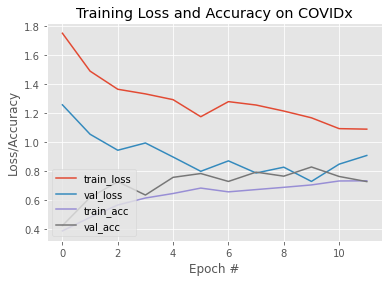 Training Loss and Accuracy on COVIDx
1.8
1.6
1.4
1.2
1.0
0.8
0.6
0.4
Loss/Accuracy
train_loss
val_loss
train_acc
val_acc
0 2 4 6 8 10
Epoch #